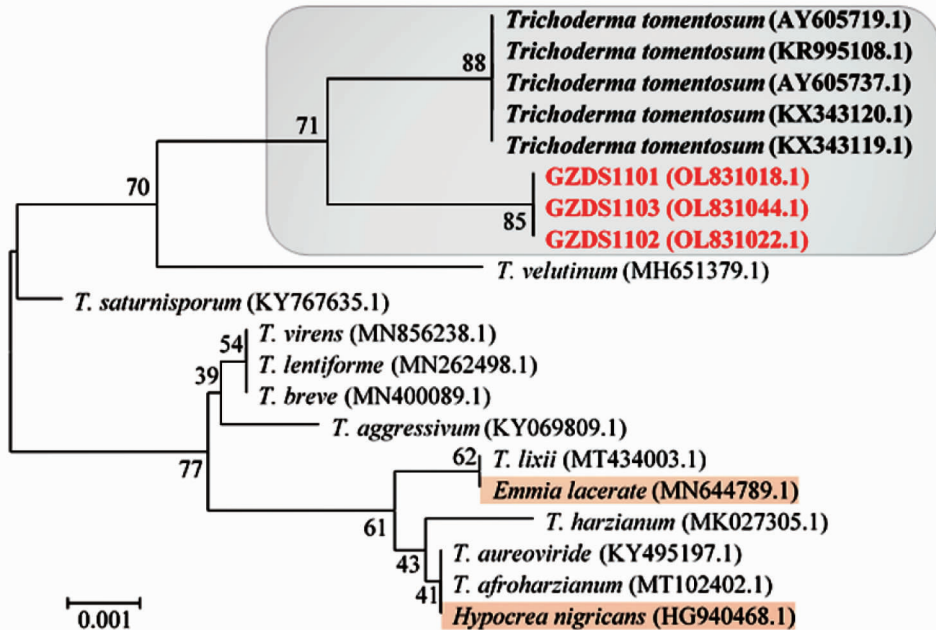 Trichoderma tomentosum (AY605719.1)
Trichoderma tomentosum (KR995108.1)
88
Trichoderma tomentosum (AY605737.1)
Trichoderma tomentosum (KX343120.1)
71
Trichoderma tomentosum (KX343119.1)
GZDS1101 (OL831018.1)
70
GZDS1103 (OL831044.1)
85
GZDS1102 (OL831022.1)
T. velutinum (MH651379.1)
T. saturnisporum (KY767635.1)
T. virens (MN856238.1)
54
T. lentiforme (MN262498.1)
39
T. breve (MN400089.1)
T. aggressivum (KY069809.1)
77
62
T. lixii (MT434003.1)
Emmia lacerate (MN644789.1)
61
T. harzianum (MK027305.1)
T. aureoviride (KY495197.1)
43
T. afroharzianum (MT102402.1)
41
Hypocrea nigricans (HG940468.1)
0.001